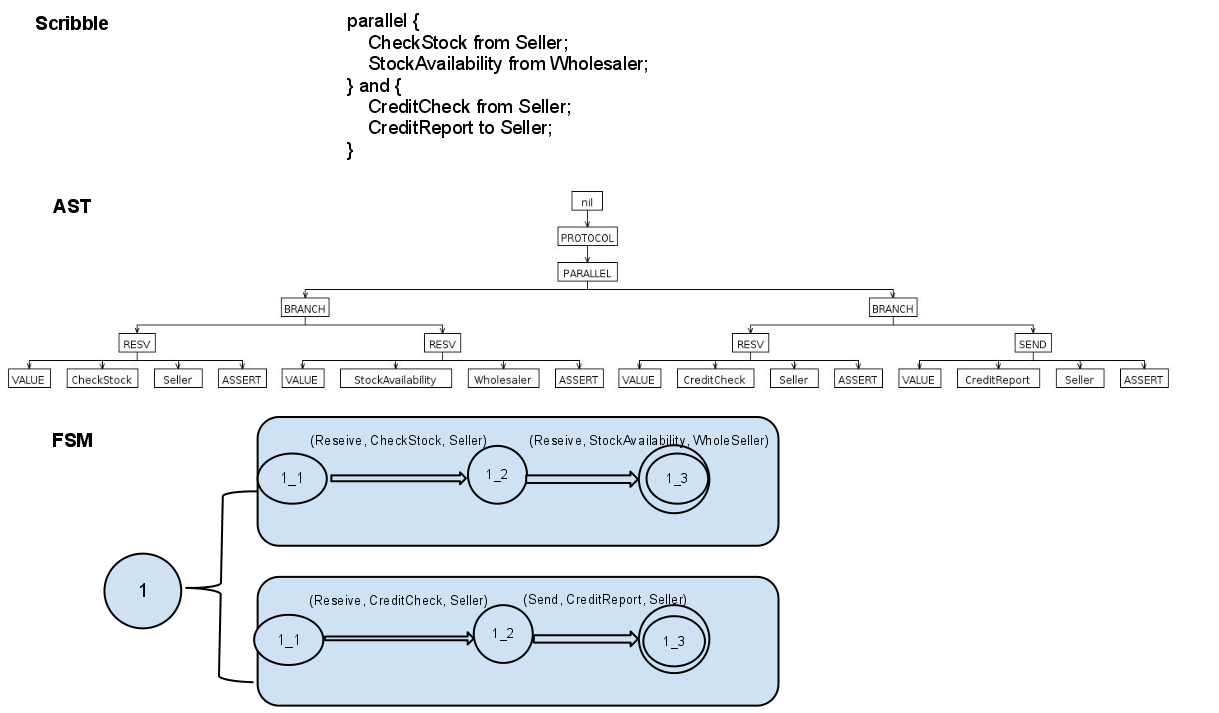 Scribble
parallel {
CheckStock from Seller;
StockAvailability from Wholesaler;
} and {
CreditCheck from Seller;
CreditReport to Seller;
}
AST
nil
PROTOCOL
PARALLEL
BRANCH BRANCH
RESV RESV RESV SEND
VALUE CheckStock Seller ASSERT VALUE StockAvailability Wholesaler ASSERT VALUE CreditCheck Seller ASSERT VALUE CreditReport Seller ASSERT
FSM
(Reseive, CheckStock, Seller) (Reseive, StockAvailability, WholeSeller)
1_1 1_2 1_3
1
(Reseive, CreditCheck, Seller) (Send, CreditReport, Seller)
1_1 1_2 1_3